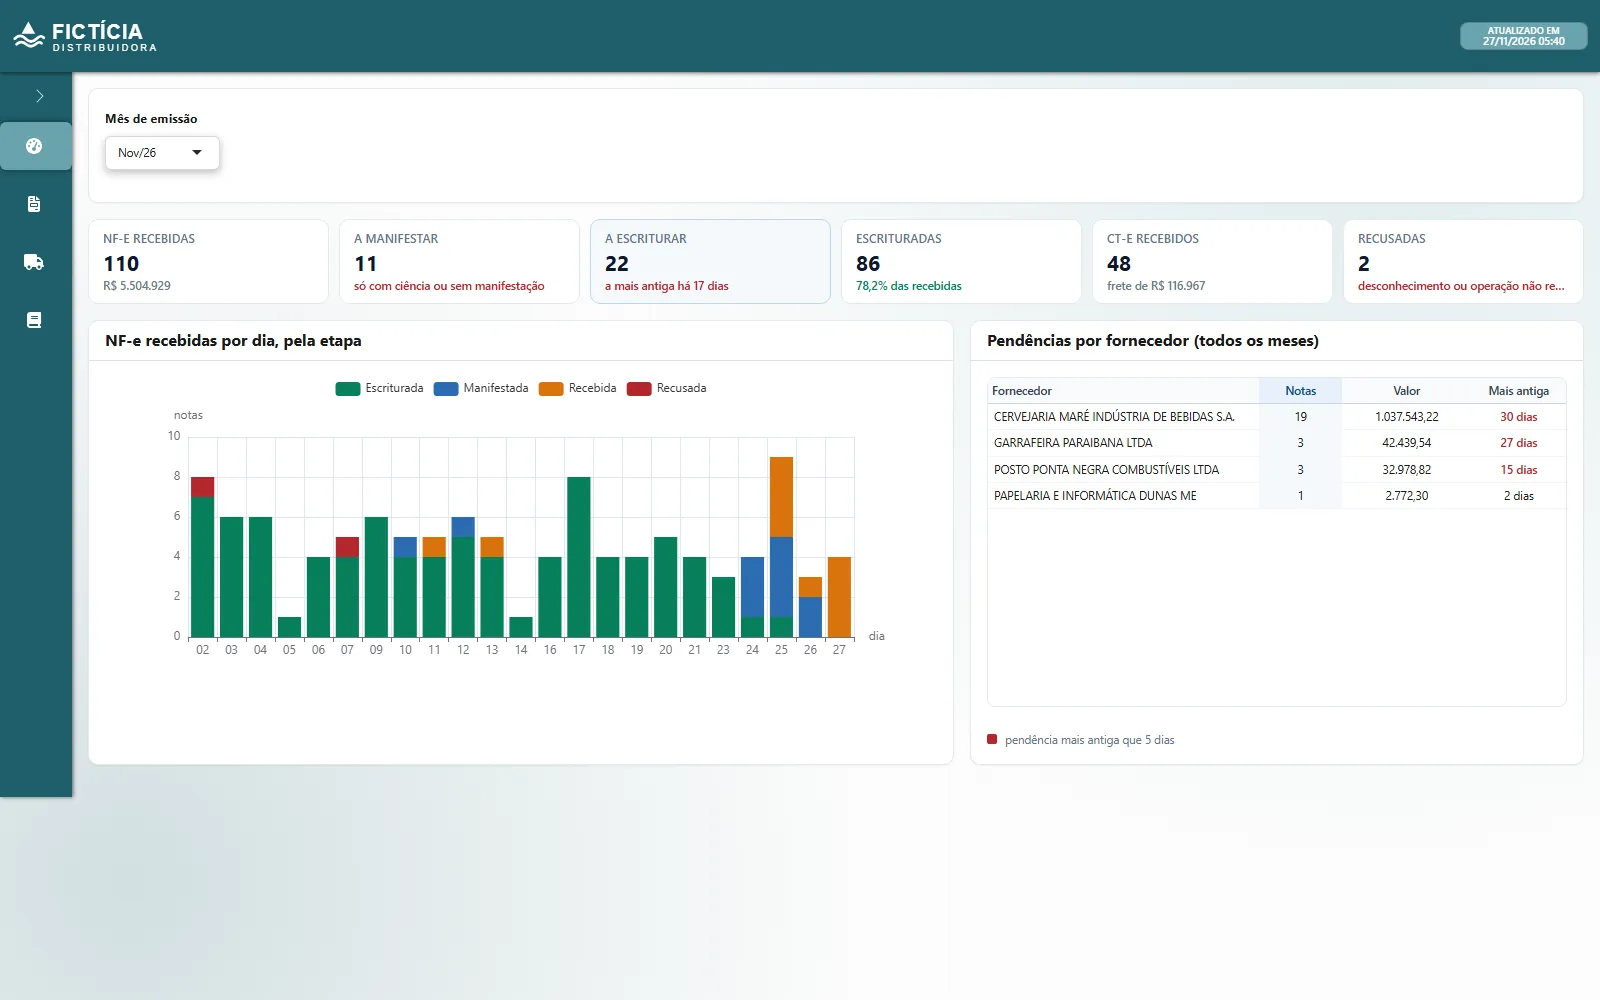 FICTÍCIA
DISTRIBUIDORA
ATUALIZADO EM
27/11/2026 05:40
Mês de emissão
Nov/26
NF-E RECEBIDAS
110
R$ 5.504.929
A MANIFESTAR
11
só com ciência ou sem manifestação
A ESCRITURAR
22
a mais antiga há 17 dias
ESCRITURADAS
86
78,2% das recebidas
CT-E RECEBIDOS
48
frete de R$ 116.967
RECUSADAS
2
desconhecimento ou operação não re...
NF-e recebidas por dia, pela etapa
Escriturada Manifestada Recebida Recusada
notas
10
8
6
4
2
0
dia
02 03 04 05 06 07 09 10 11 12 13 14 16 17 18 19 20 21 23 24 25 26 27
Pendências por fornecedor (todos os meses)
Fornecedor Notas Valor Mais antiga
CERVEJARIA MARÉ INDÚSTRIA DE BEBIDAS S.A. 19 1.037.543,22 30 dias
GARRAFEIRA PARAIBANA LTDA 3 42.439,54 27 dias
POSTO PONTA NEGRA COMBUSTÍVEIS LTDA 3 32.978,82 15 dias
PAPELARIA E INFORMÁTICA DUNAS ME 1 2.772,30 2 dias
pendência mais antiga que 5 dias